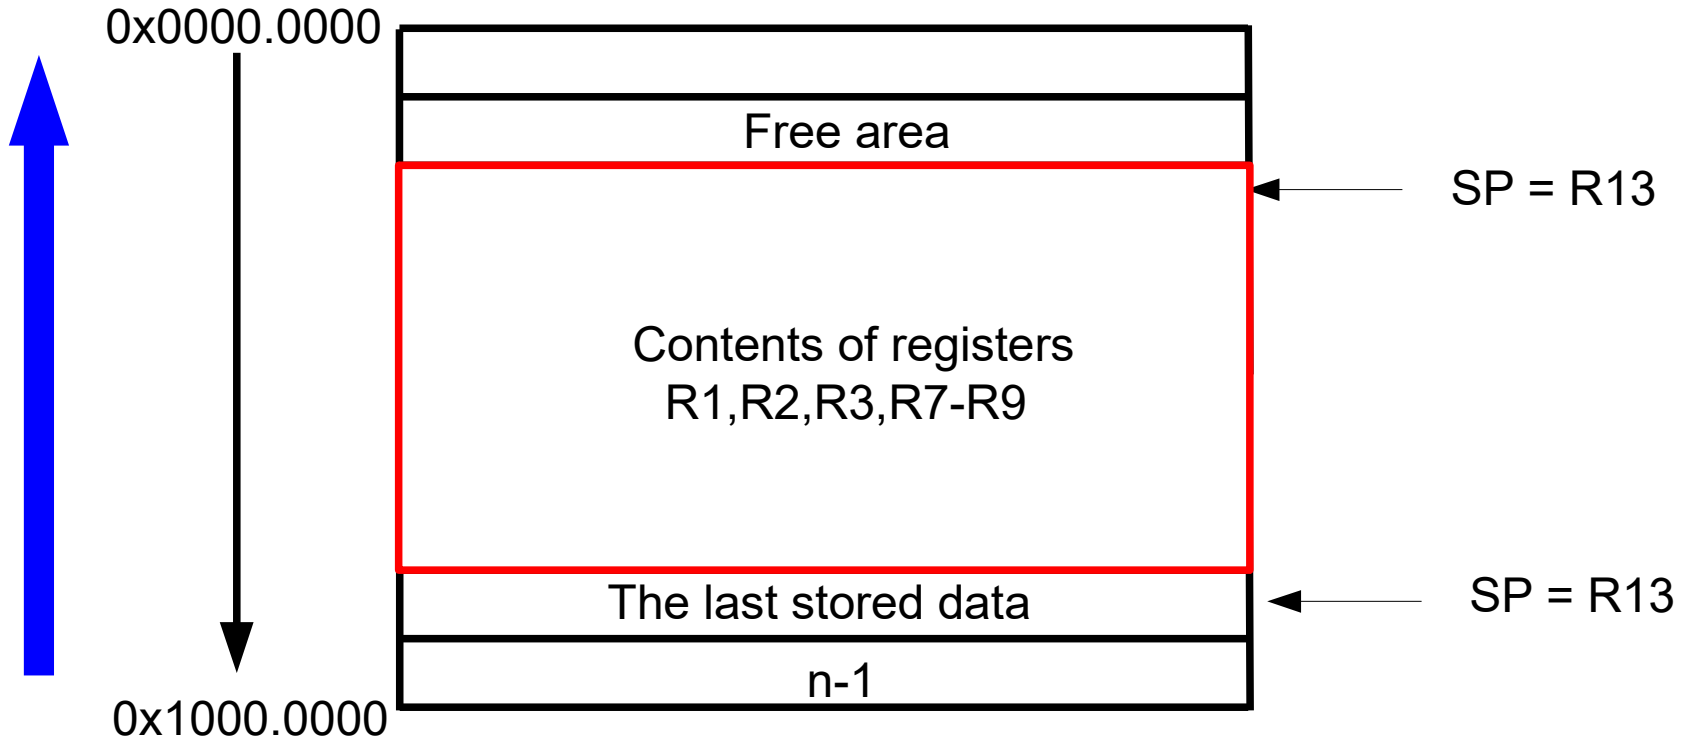 0x0000.0000
Free area
SP = R13
Contents of registers
R1,R2,R3,R7-R9
The last stored data
SP = R13
n-1
0x1000.0000